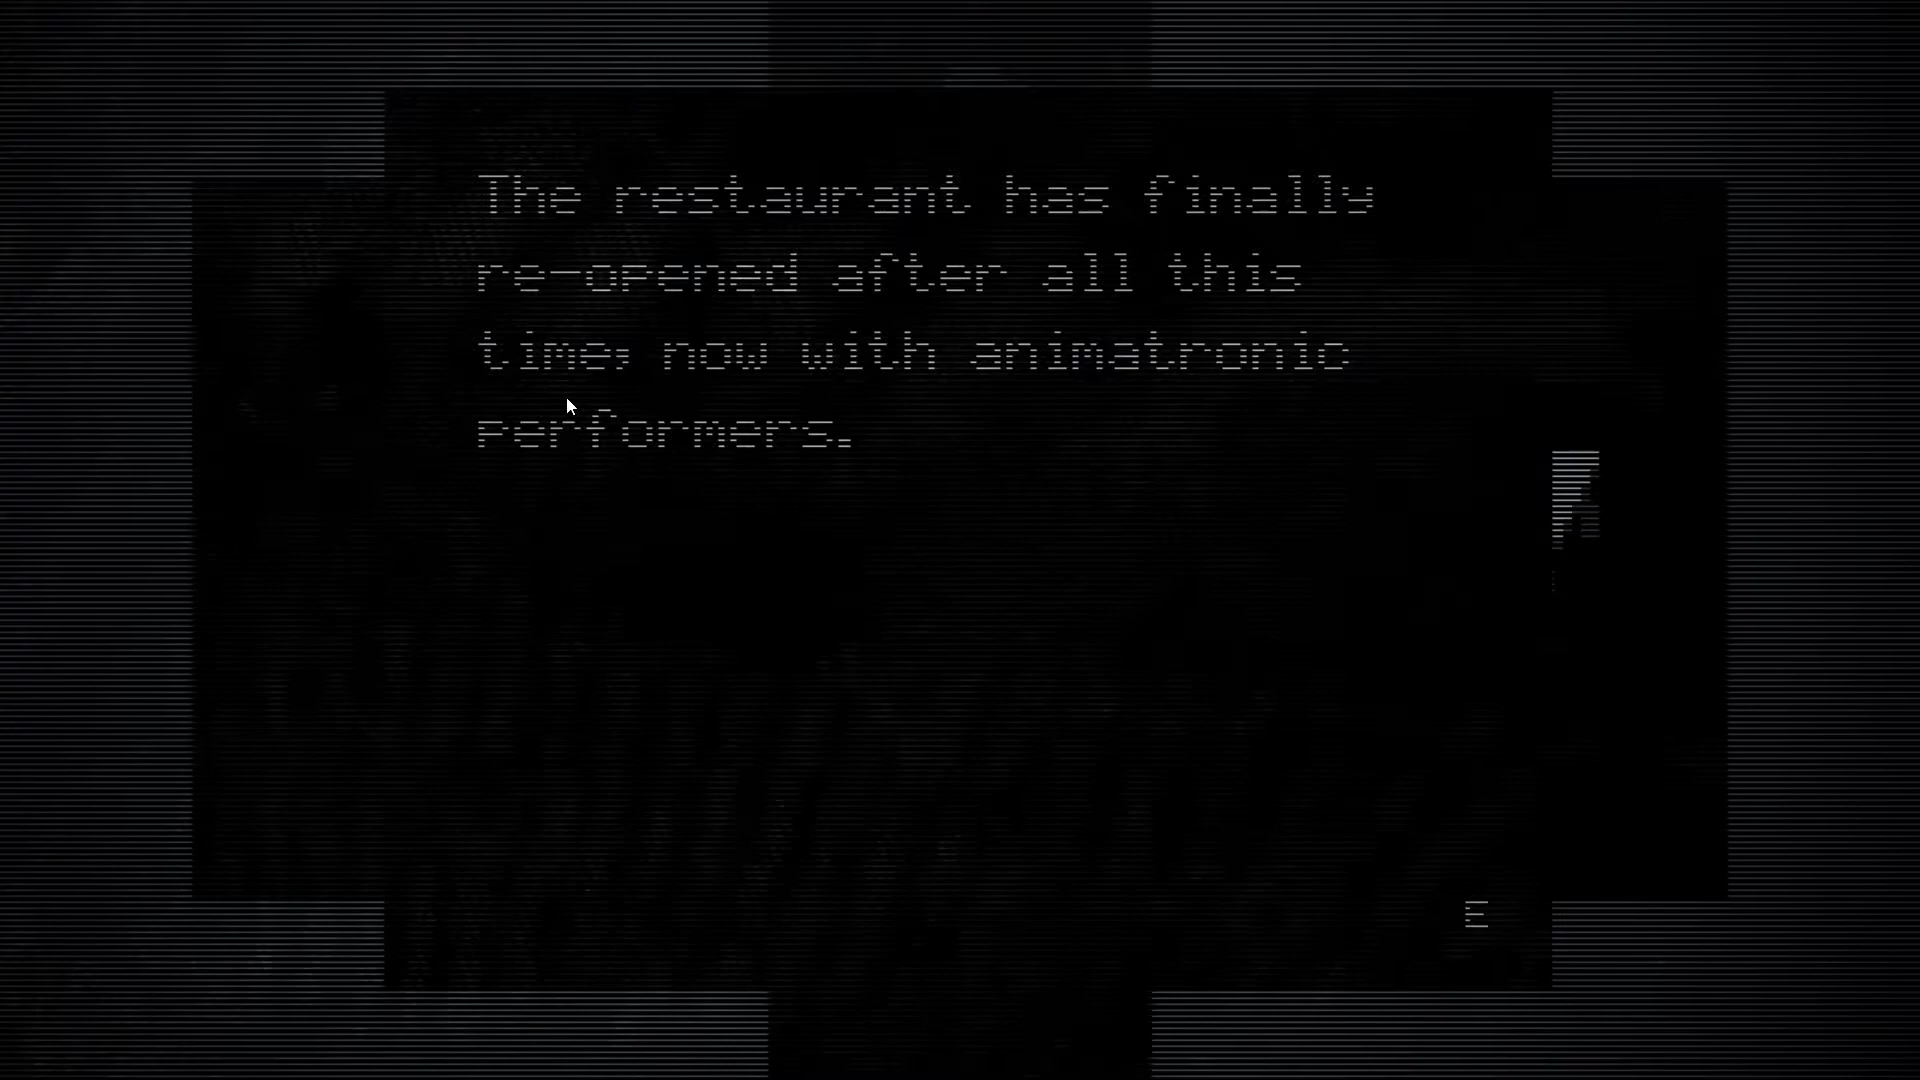 The restaurant has finally
re-opened after all this
time, now with animatronic
performers.
E